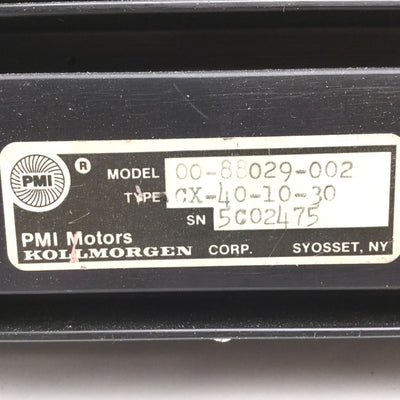 PMI ®
MODEL 00-88029-002
TYPE CX-40-10-30
SN 5C02475
PMI Motors
KOLLMORGEN CORP. SYOSSET, NY